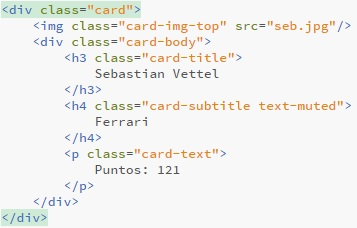 <div class="card">
<img class="card-img-top" src="seb.jpg"/>
<div class="card-body">
<h3 class="card-title">
Sebastian Vettel
</h3>
<h4 class="card-subtitle text-muted">
Ferrari
</h4>
<p class="card-text">
Puntos: 121
</p>
</div>
</div>